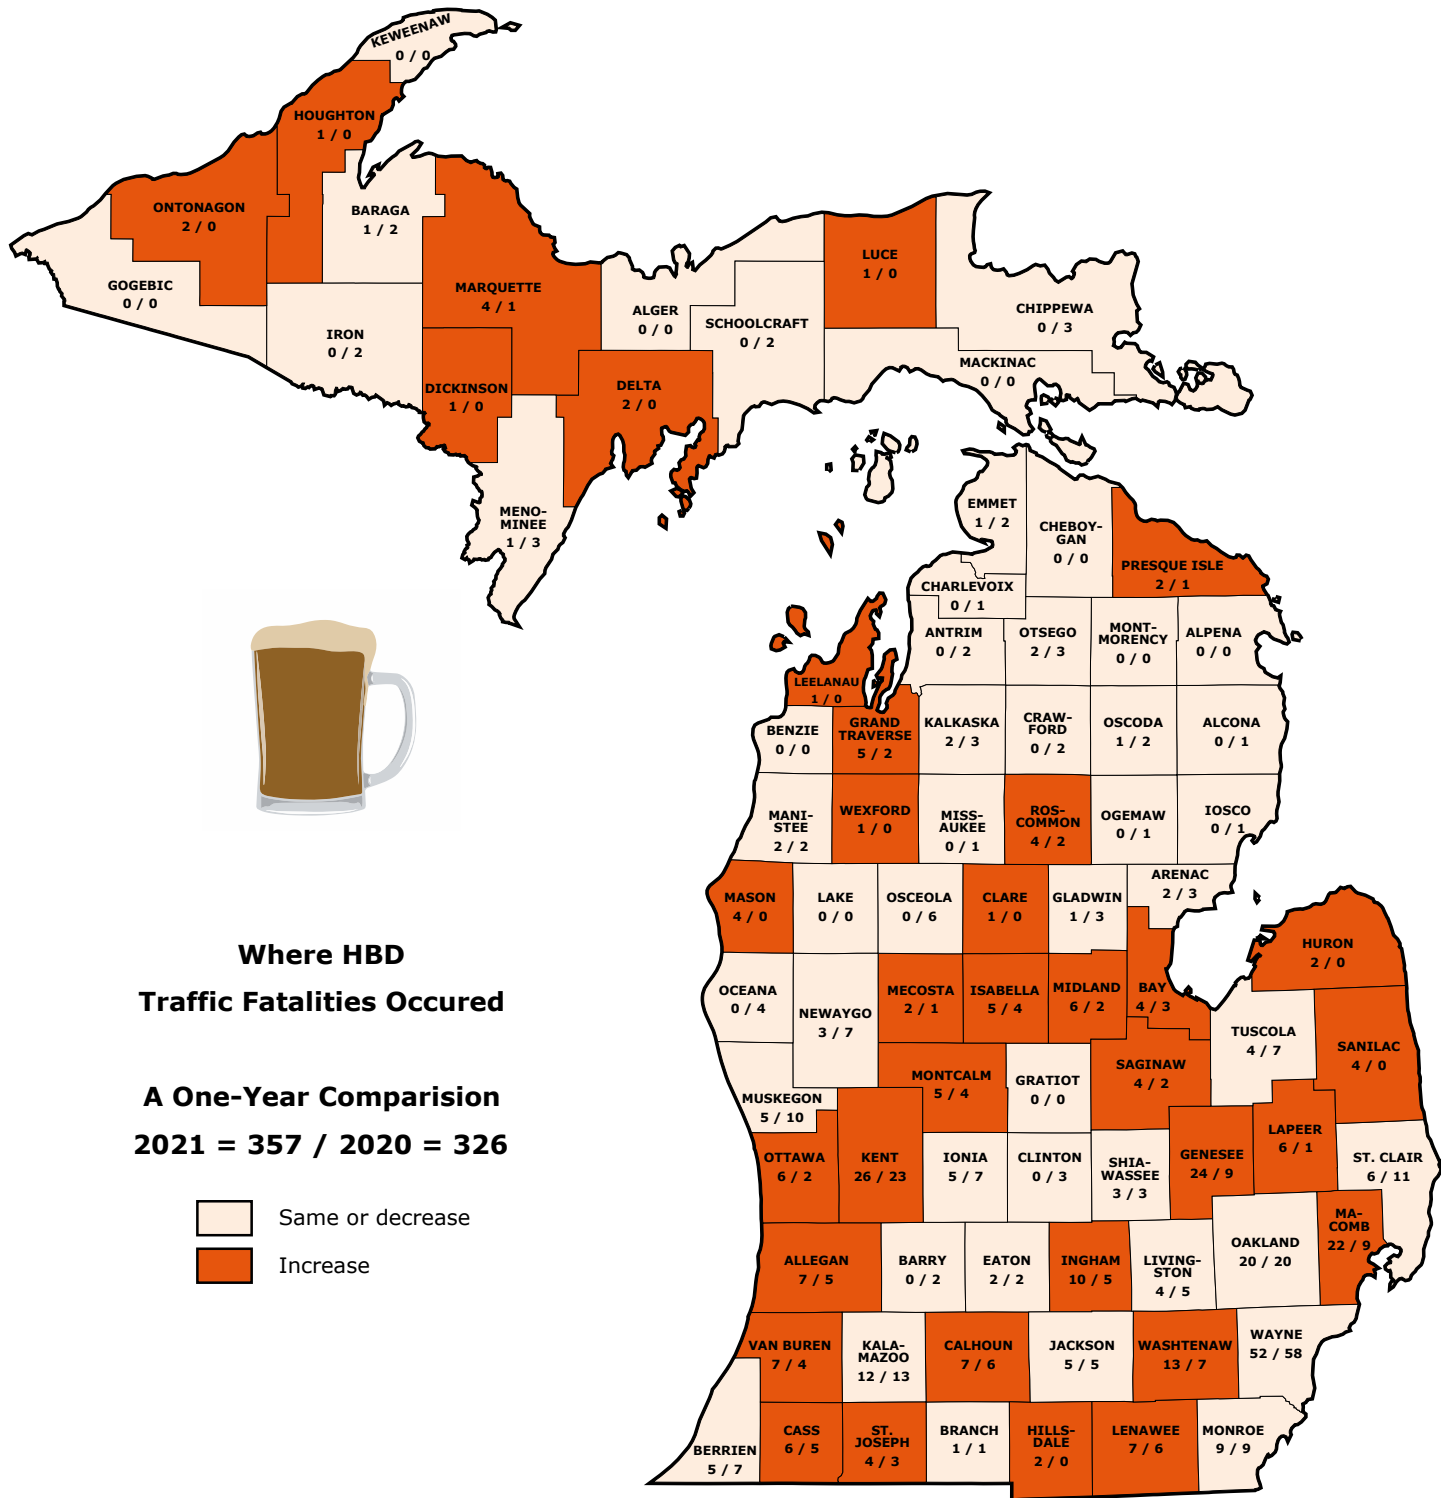 KEWEENAW
0 / 0
HOUGHTON
1 / 0
ONTONAGON
2 / 0
BARAGA
1 / 2
GOGEBIC
0 / 0
IRON
0 / 2
MARQUETTE
4 / 1
DICKINSON
1 / 0
MENO-
MINEE
1 / 3
DELTA
2 / 0
ALGER
0 / 0
SCHOOLCRAFT
0 / 2
LUCE
1 / 0
CHIPPEWA
0 / 3
MACKINAC
0 / 0
EMMET
1 / 2
CHEBOY-
GAN
0 / 0
PRESQUE ISLE
2 / 1
CHARLEVOIX
0 / 1
ANTRIM
0 / 2
OTSEGO
2 / 3
MONT-
MORENCY
0 / 0
ALPENA
0 / 0
LEELANAU
1 / 0
BENZIE
0 / 0
GRAND
TRAVERSE
5 / 2
KALKASKA
2 / 3
CRAW-
FORD
0 / 2
OSCODA
1 / 2
ALCONA
0 / 1
MANI-
STEE
2 / 2
WEXFORD
1 / 0
MISS-
AUKEE
0 / 1
ROS-
COMMON
4 / 2
OGEMAW
0 / 1
IOSCO
0 / 1
MASON
4 / 0
LAKE
0 / 0
OSCEOLA
0 / 6
CLARE
1 / 0
GLADWIN
1 / 3
ARENAC
2 / 3
HURON
2 / 0
OCEANA
0 / 4
NEWAYGO
3 / 7
MECOSTA
2 / 1
ISABELLA
5 / 4
MIDLAND
6 / 2
BAY
4 / 3
TUSCOLA
4 / 7
SANILAC
4 / 0
MUSKEGON
5 / 10
MONTCALM
5 / 4
GRATIOT
0 / 0
SAGINAW
4 / 2
LAPEER
6 / 1
OTTAWA
6 / 2
KENT
26 / 23
IONIA
5 / 7
CLINTON
0 / 3
SHIA-
WASSEE
3 / 3
GENESEE
24 / 9
ST. CLAIR
6 / 11
MA-
COMB
22 / 9
ALLEGAN
7 / 5
BARRY
0 / 2
EATON
2 / 2
INGHAM
10 / 5
LIVING-
STON
4 / 5
OAKLAND
20 / 20
VAN BUREN
7 / 4
KALA-
MAZOO
12 / 13
CALHOUN
7 / 6
JACKSON
5 / 5
WASHTENAW
13 / 7
WAYNE
52 / 58
BERRIEN
5 / 7
CASS
6 / 5
ST.
JOSEPH
4 / 3
BRANCH
1 / 1
HILLS-
DALE
2 / 0
LENAWEE
7 / 6
MONROE
9 / 9
Where HBD
Traffic Fatalities Occured
A One-Year Comparision
2021 = 357 / 2020 = 326
Same or decrease
Increase